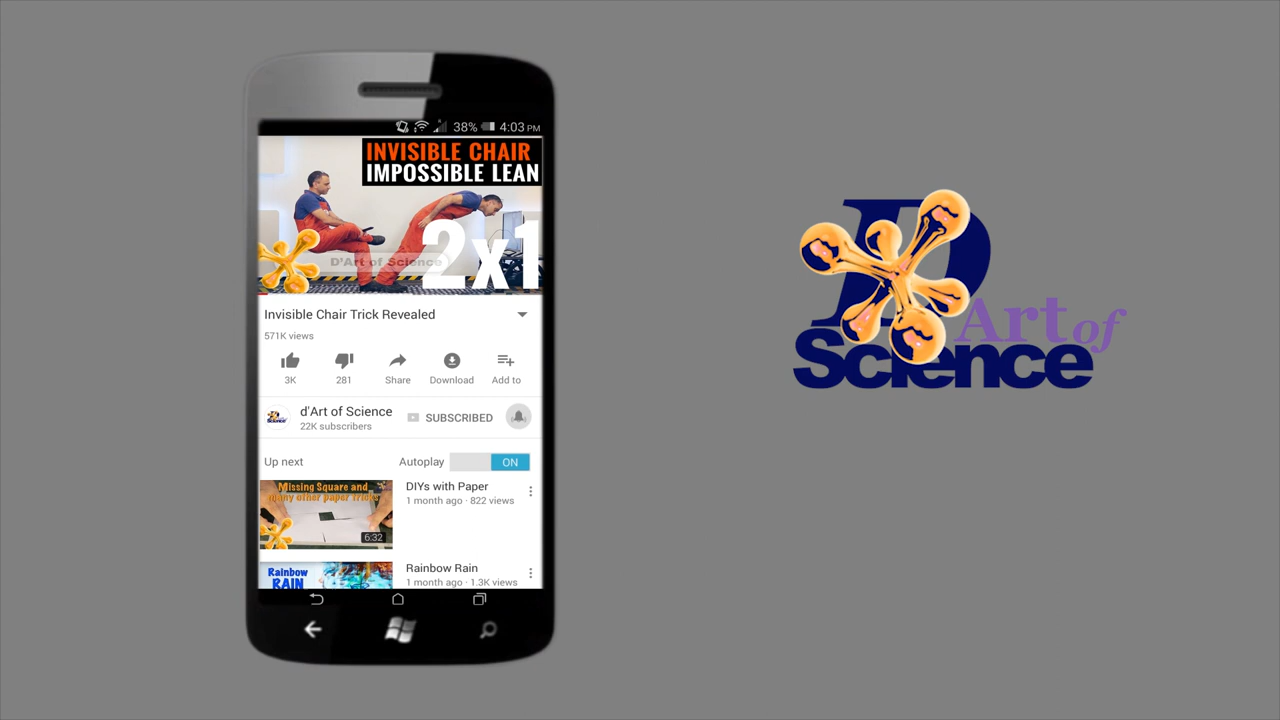 38% 4:03 PM
INVISIBLE CHAIR
IMPOSSIBLE LEAN
2x1
D'Art of Science
Invisible Chair Trick Revealed
571K views
3K 281 Share Download Add to
d'Art of Science
22K subscribers
SUBSCRIBED
Up next Autoplay ON
Missing Square and
many other paper tricks
6:32
DIYs with Paper
1 month ago · 822 views
Rainbow
RAIN
Rainbow Rain
1 month ago · 1.3K views
D
Art of
Science